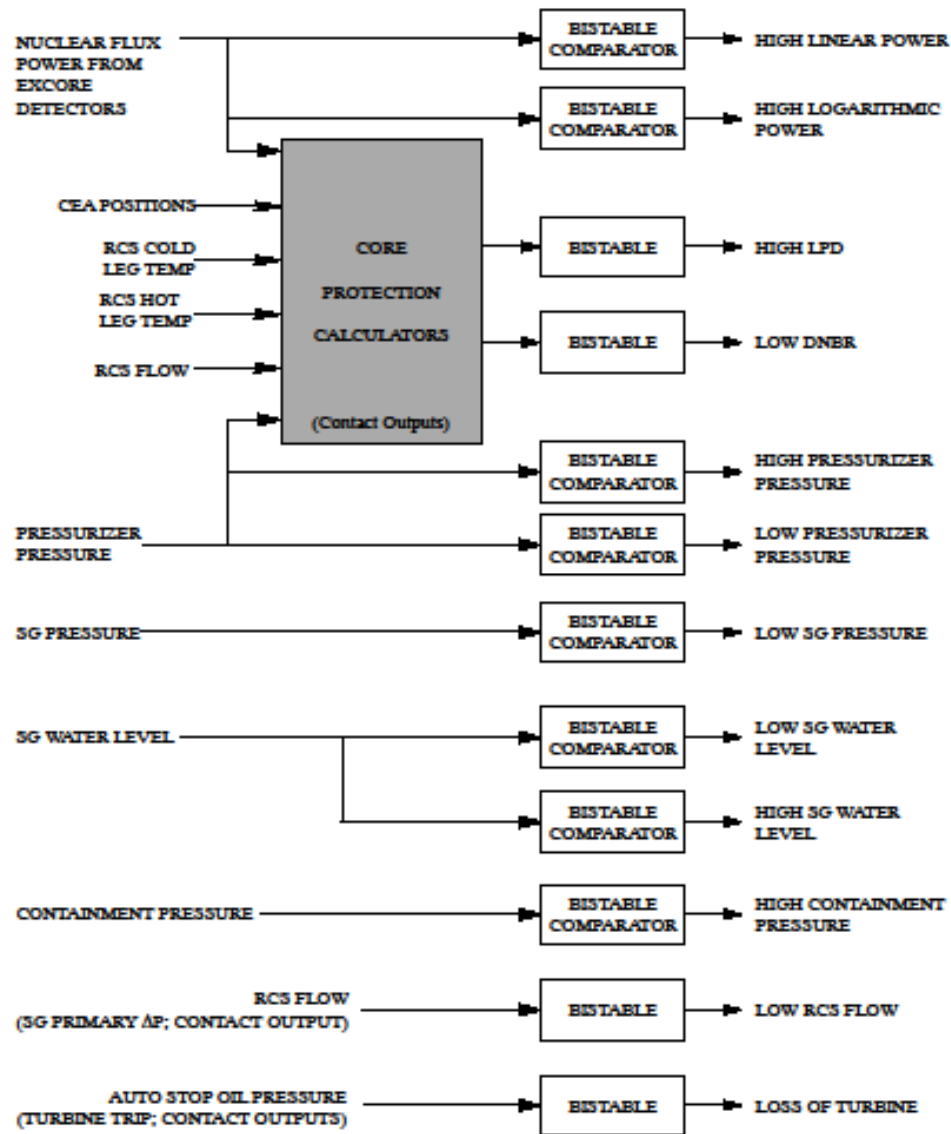 NUCLEAR FLUX
POWER FROM
EXCORE
DETECTORS
BISTABLE
COMPARATOR
HIGH LINEAR POWER
BISTABLE
COMPARATOR
HIGH LOGARITHMIC
POWER
CEA POSITIONS
RCS COLD
LEG TEMP
RCS HOT
LEG TEMP
RCS FLOW
CORE
PROTECTION
CALCULATORS
(Contact Outputs)
BISTABLE
HIGH LPD
BISTABLE
LOW DNBR
PRESSURIZER
PRESSURE
BISTABLE
COMPARATOR
HIGH PRESSURIZER
PRESSURE
BISTABLE
COMPARATOR
LOW PRESSURIZER
PRESSURE
SG PRESSURE
BISTABLE
COMPARATOR
LOW SG PRESSURE
SG WATER LEVEL
BISTABLE
COMPARATOR
LOW SG WATER
LEVEL
BISTABLE
COMPARATOR
HIGH SG WATER
LEVEL
CONTAINMENT PRESSURE
BISTABLE
COMPARATOR
HIGH CONTAINMENT
PRESSURE
RCS FLOW
(SG PRIMARY ΔP; CONTACT OUTPUT)
BISTABLE
LOW RCS FLOW
AUTO STOP OIL PRESSURE
(TURBINE TRIP; CONTACT OUTPUTS)
BISTABLE
LOSS OF TURBINE